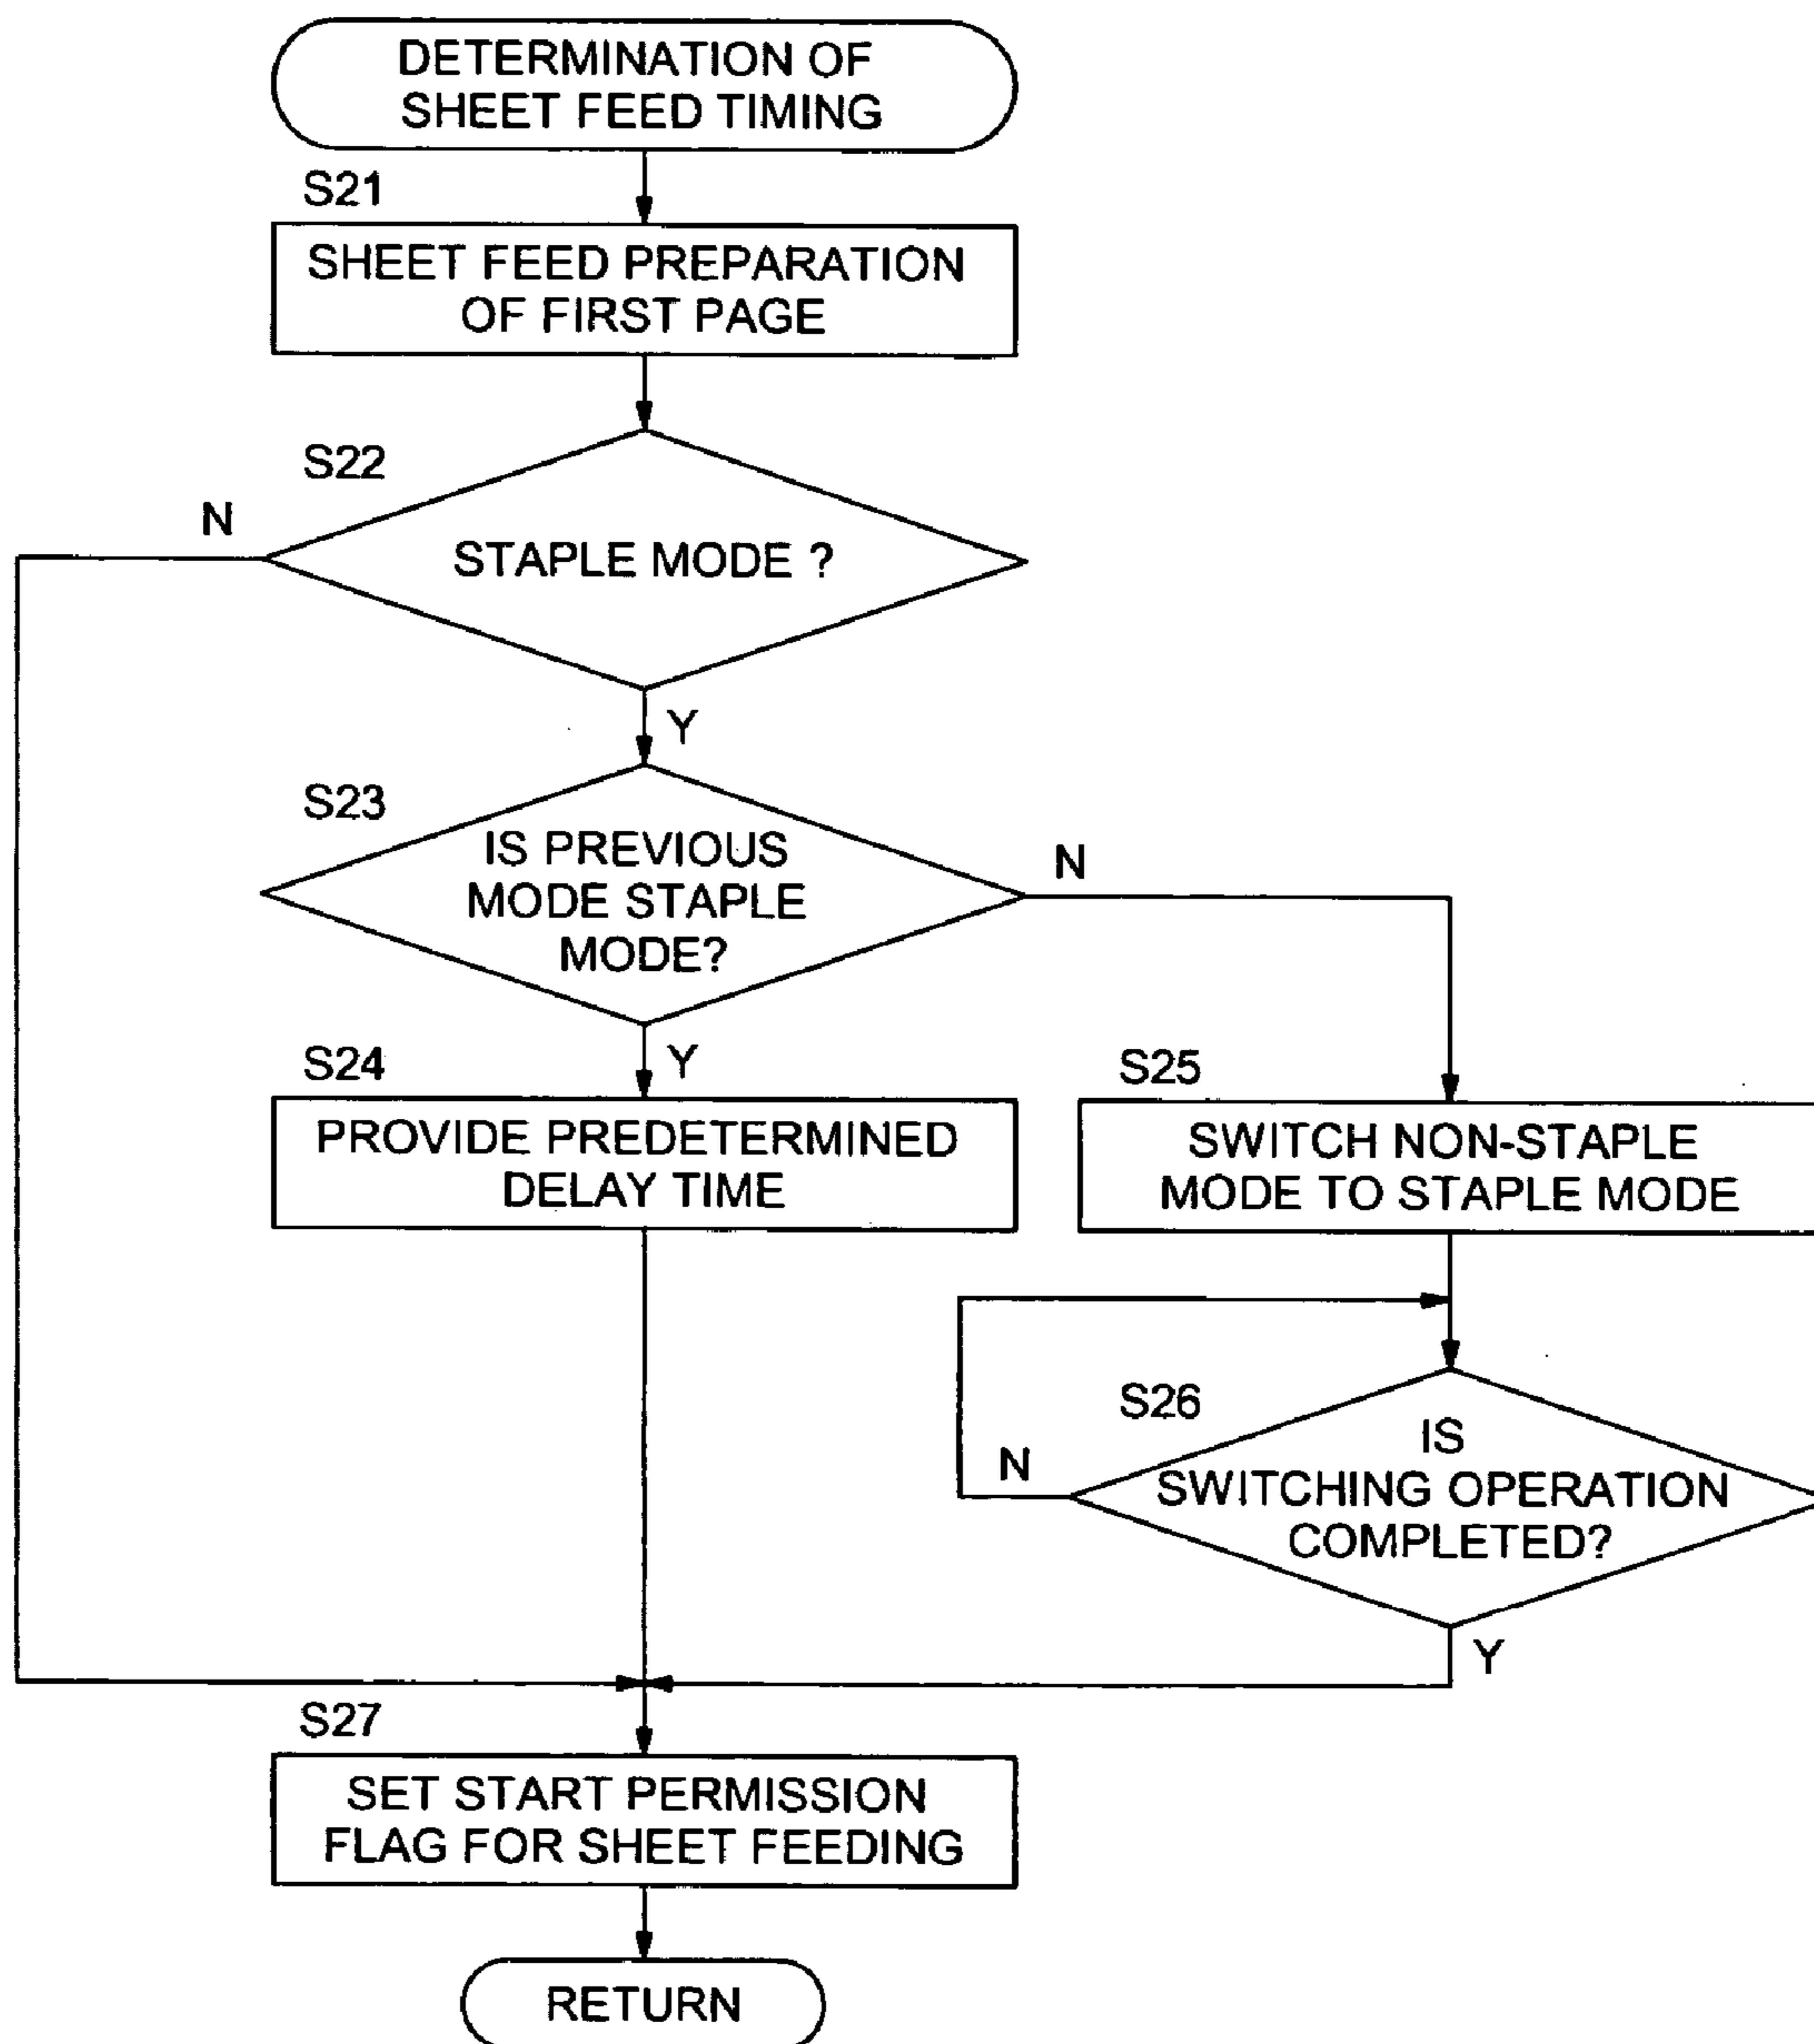 DETERMINATION OF
SHEET FEED TIMING
S21
SHEET FEED PREPARATION
OF FIRST PAGE
S22
N
STAPLE MODE ?
Y
S23
IS PREVIOUS
MODE STAPLE
MODE?
N
Y
S24
PROVIDE PREDETERMINED
DELAY TIME
S25
SWITCH NON-STAPLE
MODE TO STAPLE MODE
S26
IS
SWITCHING OPERATION
COMPLETED?
N
Y
S27
SET START PERMISSION
FLAG FOR SHEET FEEDING
RETURN